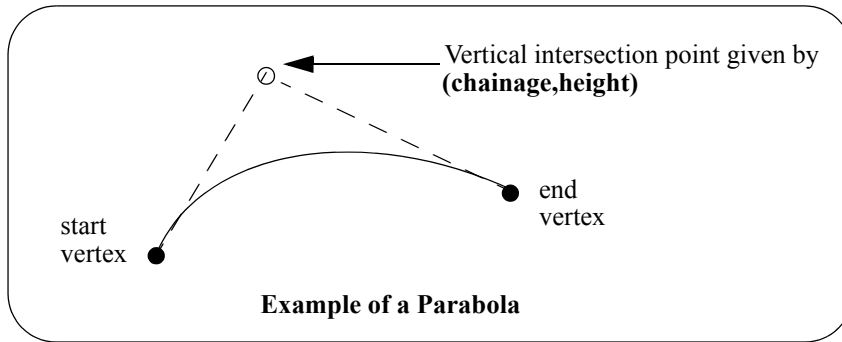 Vertical intersection point given by
(chainage,height)
start
vertex
end
vertex
Example of a Parabola